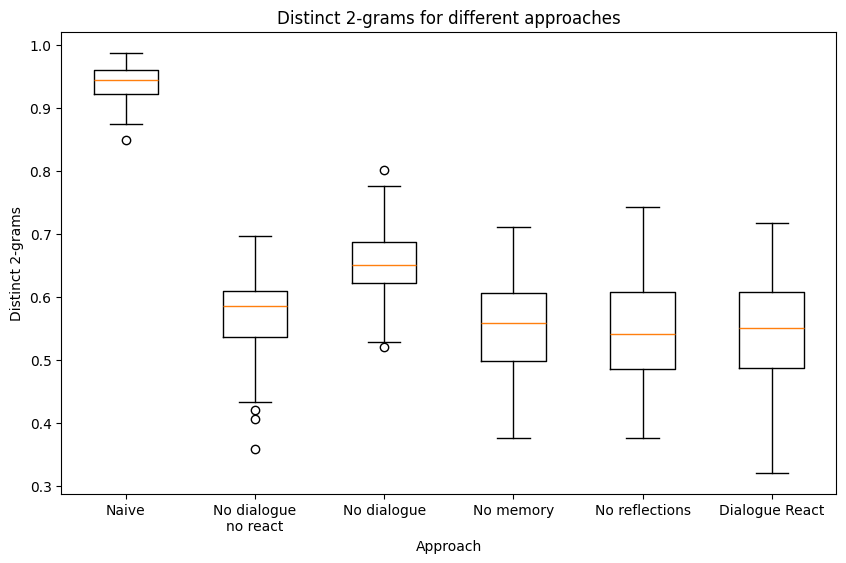 Distinct 2-grams for different approaches
Distinct 2-grams
1.0
0.9
0.8
0.7
0.6
0.5
0.4
0.3
Naive
No dialogue
no react
No dialogue
No memory
No reflections
Dialogue React
Approach